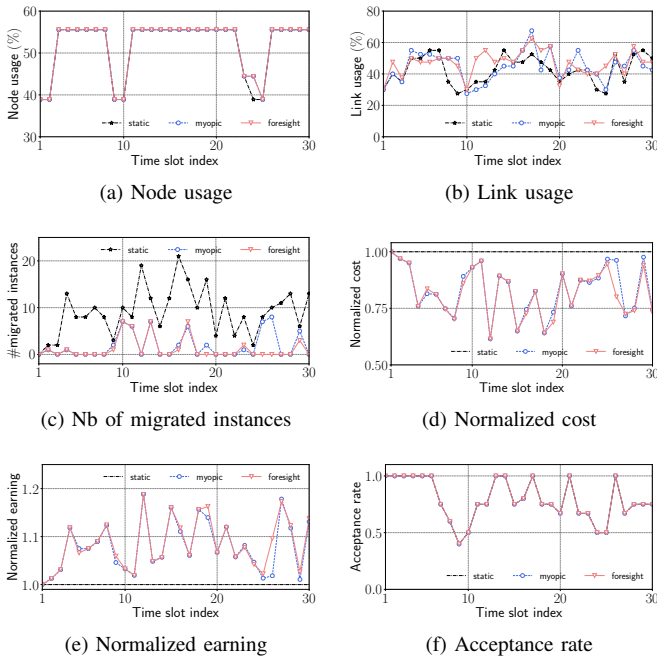 60
50
40
30
Node usage (%)
static myopic foresight
1 10 20 30
Time slot index
(a) Node usage
80
60
40
20
0
Link usage (%)
static myopic foresight
1 10 20 30
Time slot index
(b) Link usage
20
10
0
#migrated instances
static myopic foresight
1 10 20 30
Time slot index
(c) Nb of migrated instances
1.00
0.75
0.50
Normalized cost
static myopic foresight
1 10 20 30
Time slot index
(d) Normalized cost
1.2
1.1
1.0
Normalized earning
static myopic foresight
1 10 20 30
Time slot index
(e) Normalized earning
1.0
0.5
0.0
Acceptance rate
static myopic foresight
1 10 20 30
Time slot index
(f) Acceptance rate